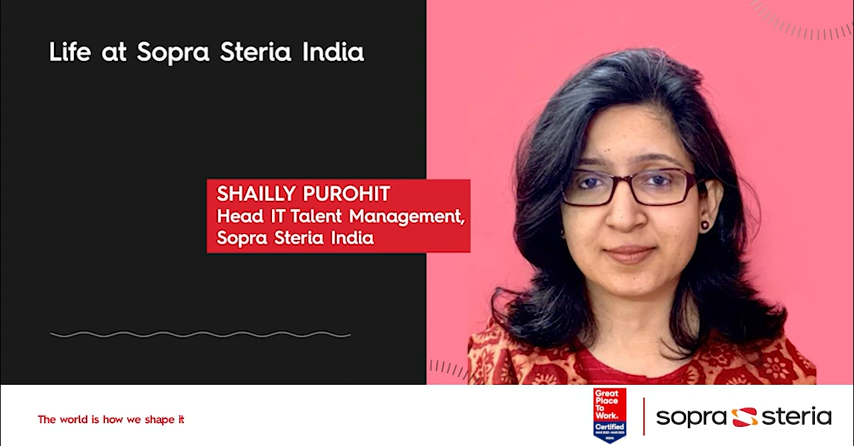 Life at Sopra Steria India
SHAILLY PUROHIT
Head IT Talent Management,
Sopra Steria India
The world is how we shape it
Great
Place
To
Work.
Certified
sopra steria